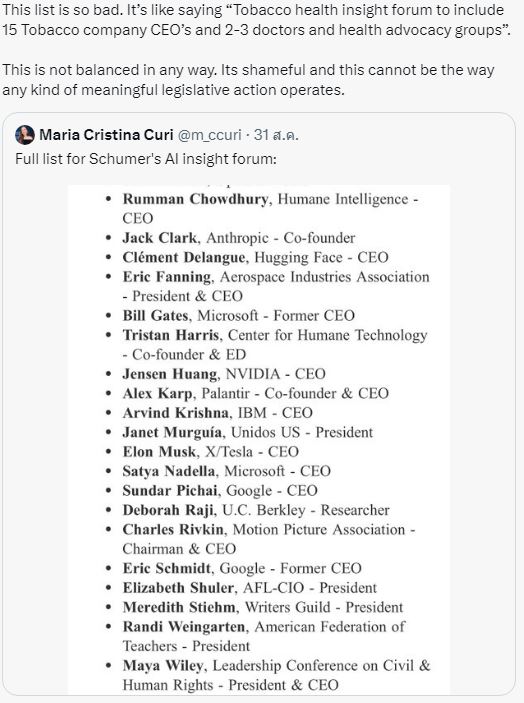 This list is so bad. It’s like saying “Tobacco health insight forum to include
15 Tobacco company CEO’s and 2-3 doctors and health advocacy groups”.
This is not balanced in any way. Its shameful and this cannot be the way
any kind of meaningful legislative action operates.
Maria Cristina Curi @m_ccuri · 31 ส.ค.
Full list for Schumer's AI insight forum:
• Rumman Chowdhury, Humane Intelligence -
CEO
• Jack Clark, Anthropic - Co-founder
• Clément Delangue, Hugging Face - CEO
• Eric Fanning, Aerospace Industries Association
- President & CEO
• Bill Gates, Microsoft - Former CEO
• Tristan Harris, Center for Humane Technology
- Co-founder & ED
• Jensen Huang, NVIDIA - CEO
• Alex Karp, Palantir - Co-founder & CEO
• Arvind Krishna, IBM - CEO
• Janet Murguía, Unidos US - President
• Elon Musk, X/Tesla - CEO
• Satya Nadella, Microsoft - CEO
• Sundar Pichai, Google - CEO
• Deborah Raji, U.C. Berkley - Researcher
• Charles Rivkin, Motion Picture Association -
Chairman & CEO
• Eric Schmidt, Google - Former CEO
• Elizabeth Shuler, AFL-CIO - President
• Meredith Stiehm, Writers Guild - President
• Randi Weingarten, American Federation of
Teachers - President
• Maya Wiley, Leadership Conference on Civil &
Human Rights - President & CEO